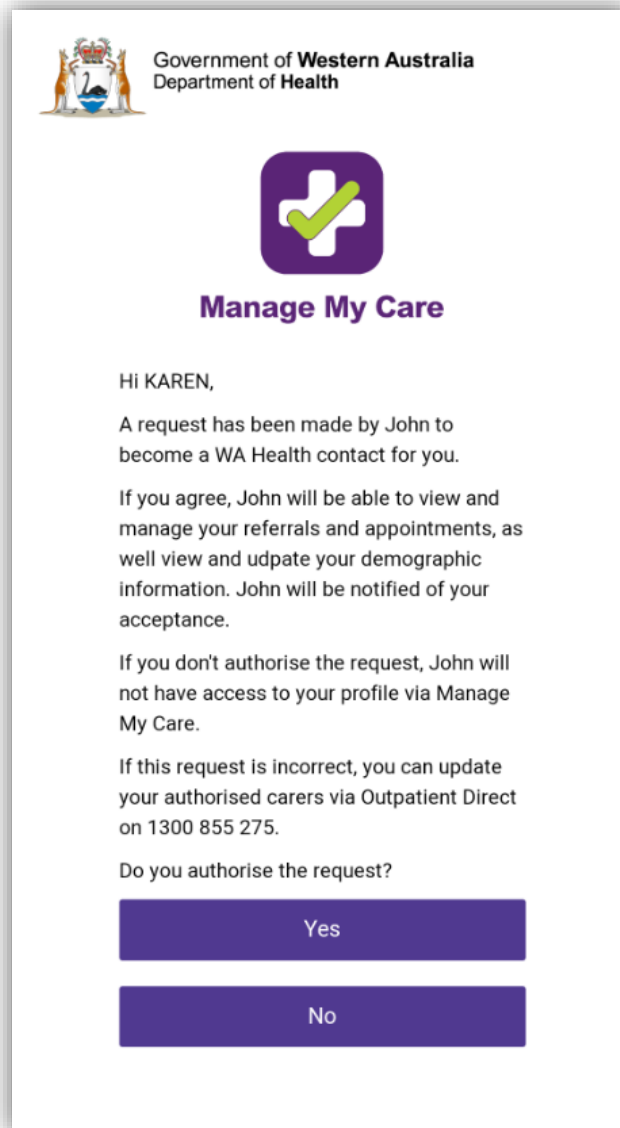 Government of Western Australia
Department of Health
Manage My Care
Hi KAREN,
A request has been made by John to
become a WA Health contact for you.
If you agree, John will be able to view and
manage your referrals and appointments, as
well view and udpate your demographic
information. John will be notified of your
acceptance.
If you don't authorise the request, John will
not have access to your profile via Manage
My Care.
If this request is incorrect, you can update
your authorised carers via Outpatient Direct
on 1300 855 275.
Do you authorise the request?
Yes
No